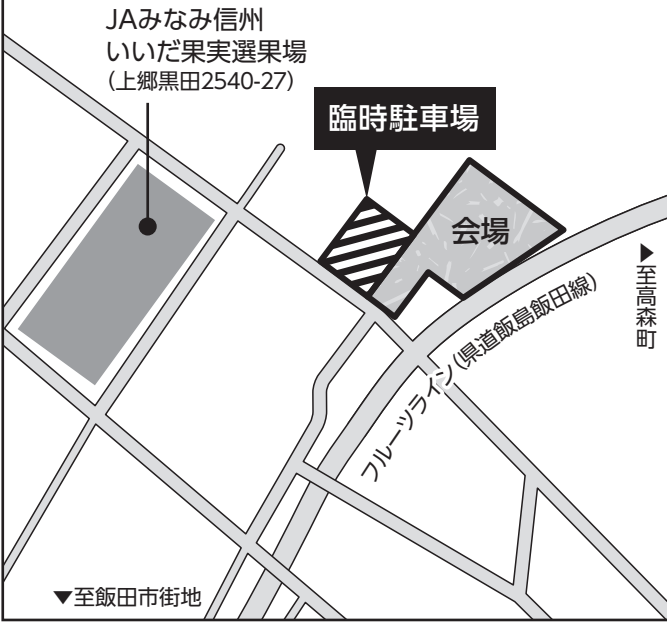 JAみなみ信州
いいだ果実選果場
(上郷黒田2540-27)
臨時駐車場
会場
▶至高森町
フルーツライン(県道飯島飯田線)
▼至飯田市街地